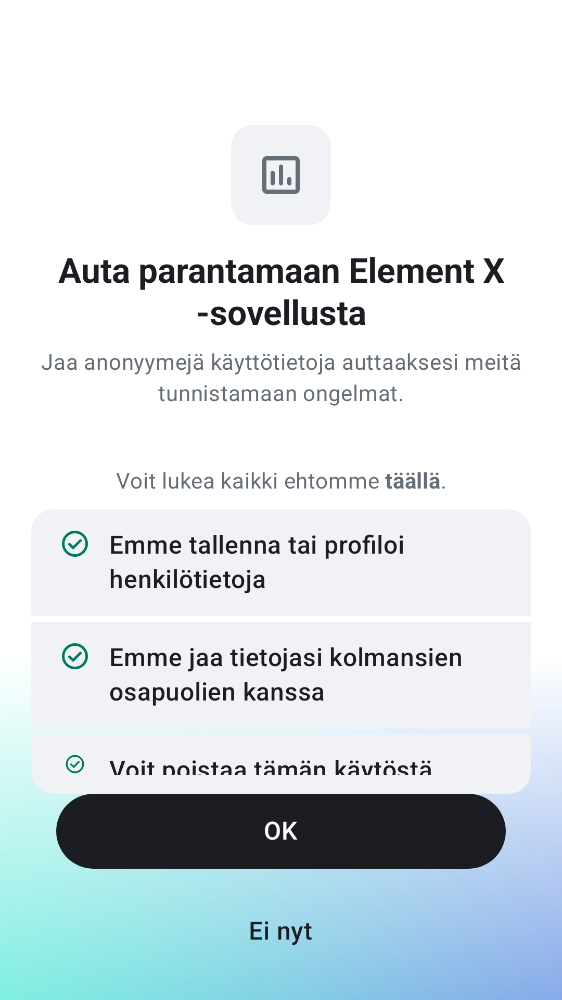 Auta parantamaan Element X
-sovellusta
Jaa anonyymejä käyttötietoja auttaaksesi meitä
tunnistamaan ongelmat.
Voit lukea kaikki ehtomme täällä.
Emme tallenna tai profiloi
henkilötietoja
Emme jaa tietojasi kolmansien
osapuolien kanssa
Voit poistaa tämän käytöstä
OK
Ei nyt